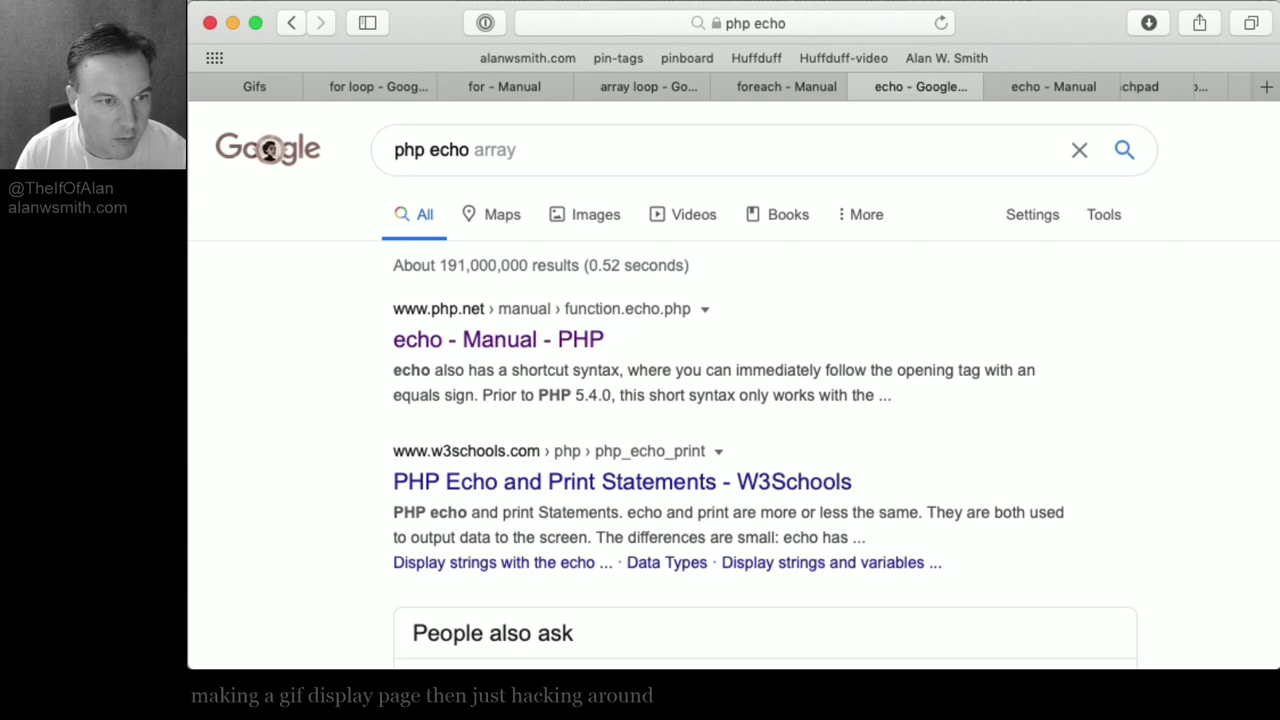 php echo
alanwsmith.com pin-tags pinboard Huffduff Huffduff-video Alan W. Smith
Gifs for loop - Goog... for - Manual array loop - Go... foreach - Manual echo - Google... echo - Manual chpad ›...
Google php echo array
@TheIfOfAlan
alanwsmith.com
All Maps Images Videos Books More Settings Tools
About 191,000,000 results (0.52 seconds)
www.php.net › manual › function.echo.php
echo - Manual - PHP
echo also has a shortcut syntax, where you can immediately follow the opening tag with an
equals sign. Prior to PHP 5.4.0, this short syntax only works with the ...
www.w3schools.com › php › php_echo_print
PHP Echo and Print Statements - W3Schools
PHP echo and print Statements. echo and print are more or less the same. They are both used
to output data to the screen. The differences are small: echo has ...
Display strings with the echo ... · Data Types · Display strings and variables ...
People also ask
making a gif display page then just hacking around